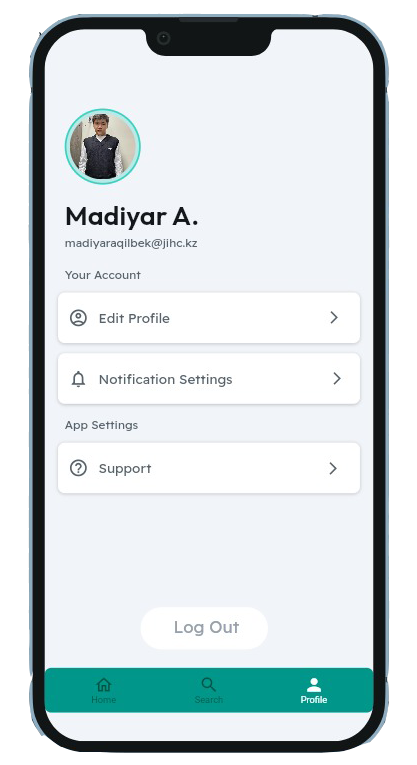 Madiyar A.
madiyaraqilbek@jihc.kz
Your Account
Edit Profile
Notification Settings
App Settings
Support
Log Out
Home
Search
Profile